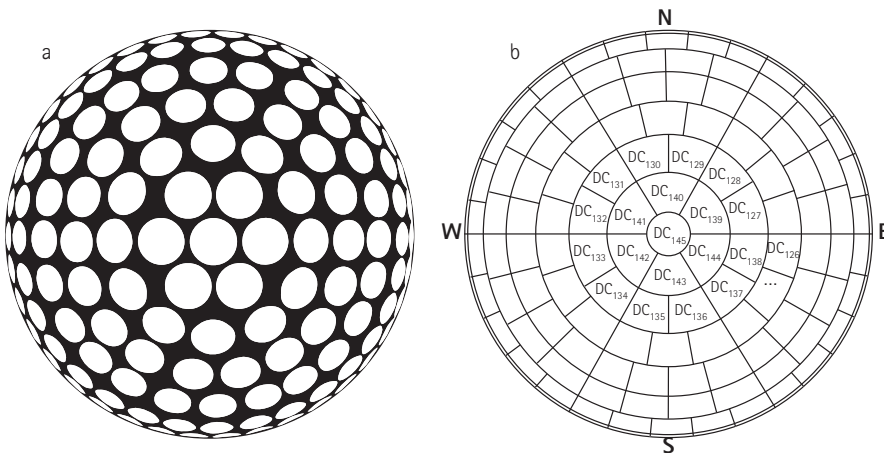 a
b
N
W
E
S
DC130 DC129
DC131 DC128
DC140
DC132 DC141 DC139 DC127
DC145
DC133 DC142 DC144 DC138 DC126
DC143
DC134 DC137 ...
DC135 DC136